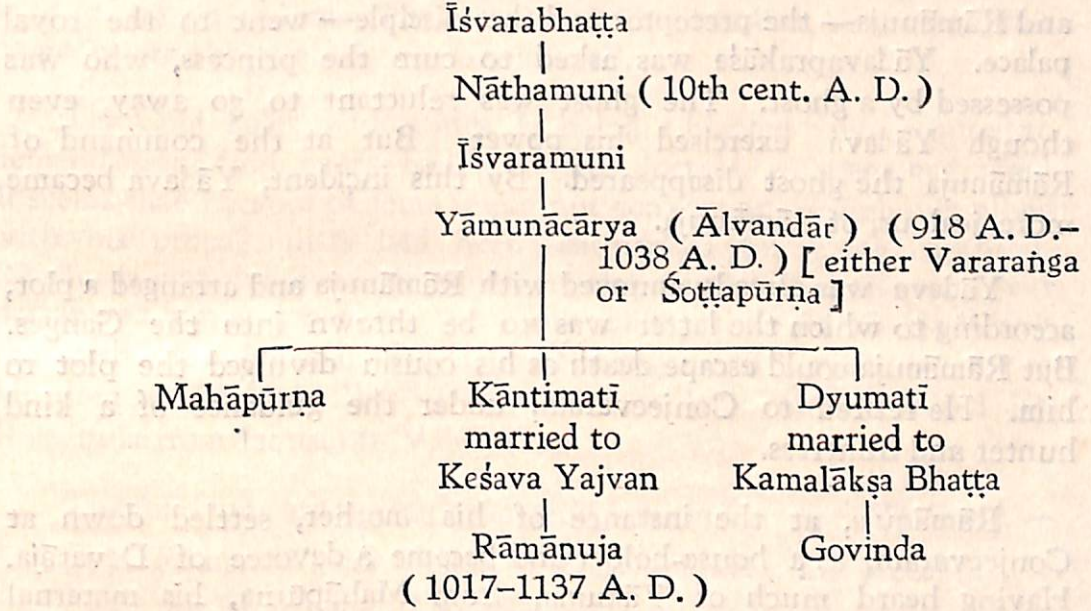 Īśvarabhaṭṭa
Nāthamuni ( 10th cent. A. D. )
Īśvaramuni
Yāmunācārya ( Ālvandār ) ( 918 A. D.–
1038 A. D. ) [ either Vararaṅga
or Śoṭṭapūrṇa ]
Mahāpūrṇa Kāntimatī Dyumatī
married to married to
Keśava Yajvan Kamalākṣa Bhaṭṭa
Rāmānuja Govinda
( 1017–1137 A. D. )